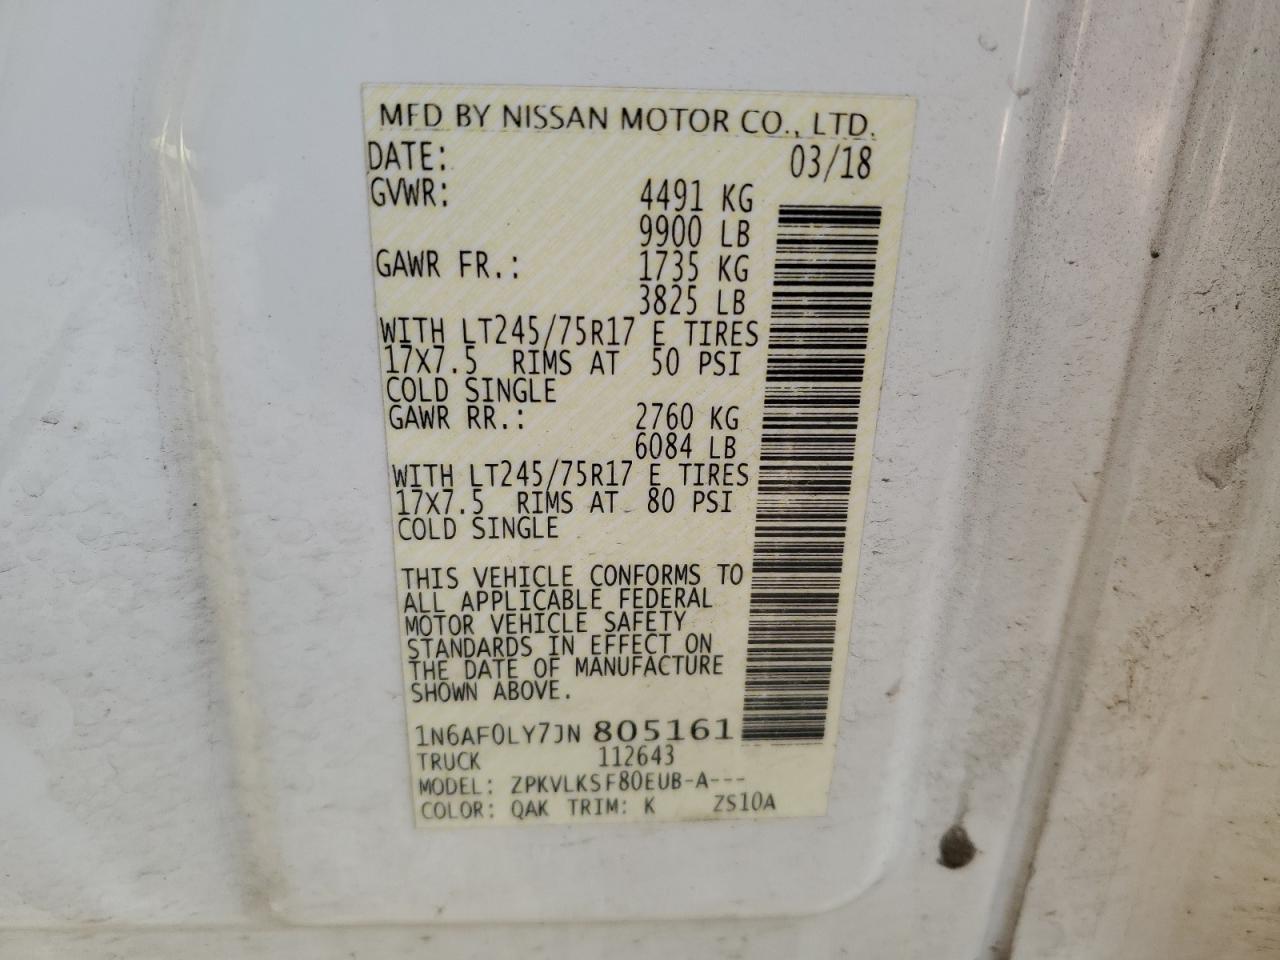 MFD BY NISSAN MOTOR CO., LTD.
DATE: 03/18
GVWR: 4491 KG
9900 LB
GAWR FR.: 1735 KG
3825 LB
WITH LT245/75R17 E TIRES
17X7.5 RIMS AT 50 PSI
COLD SINGLE
GAWR RR.: 2760 KG
6084 LB
WITH LT245/75R17 E TIRES
17X7.5 RIMS AT 80 PSI
COLD SINGLE
THIS VEHICLE CONFORMS TO
ALL APPLICABLE FEDERAL
MOTOR VEHICLE SAFETY
STANDARDS IN EFFECT ON
THE DATE OF MANUFACTURE
SHOWN ABOVE.
1N6AF0LY7JN 805161
TRUCK 112643
MODEL: ZPKVLKSF80EUB-A---
COLOR: QAK TRIM: K ZS10A